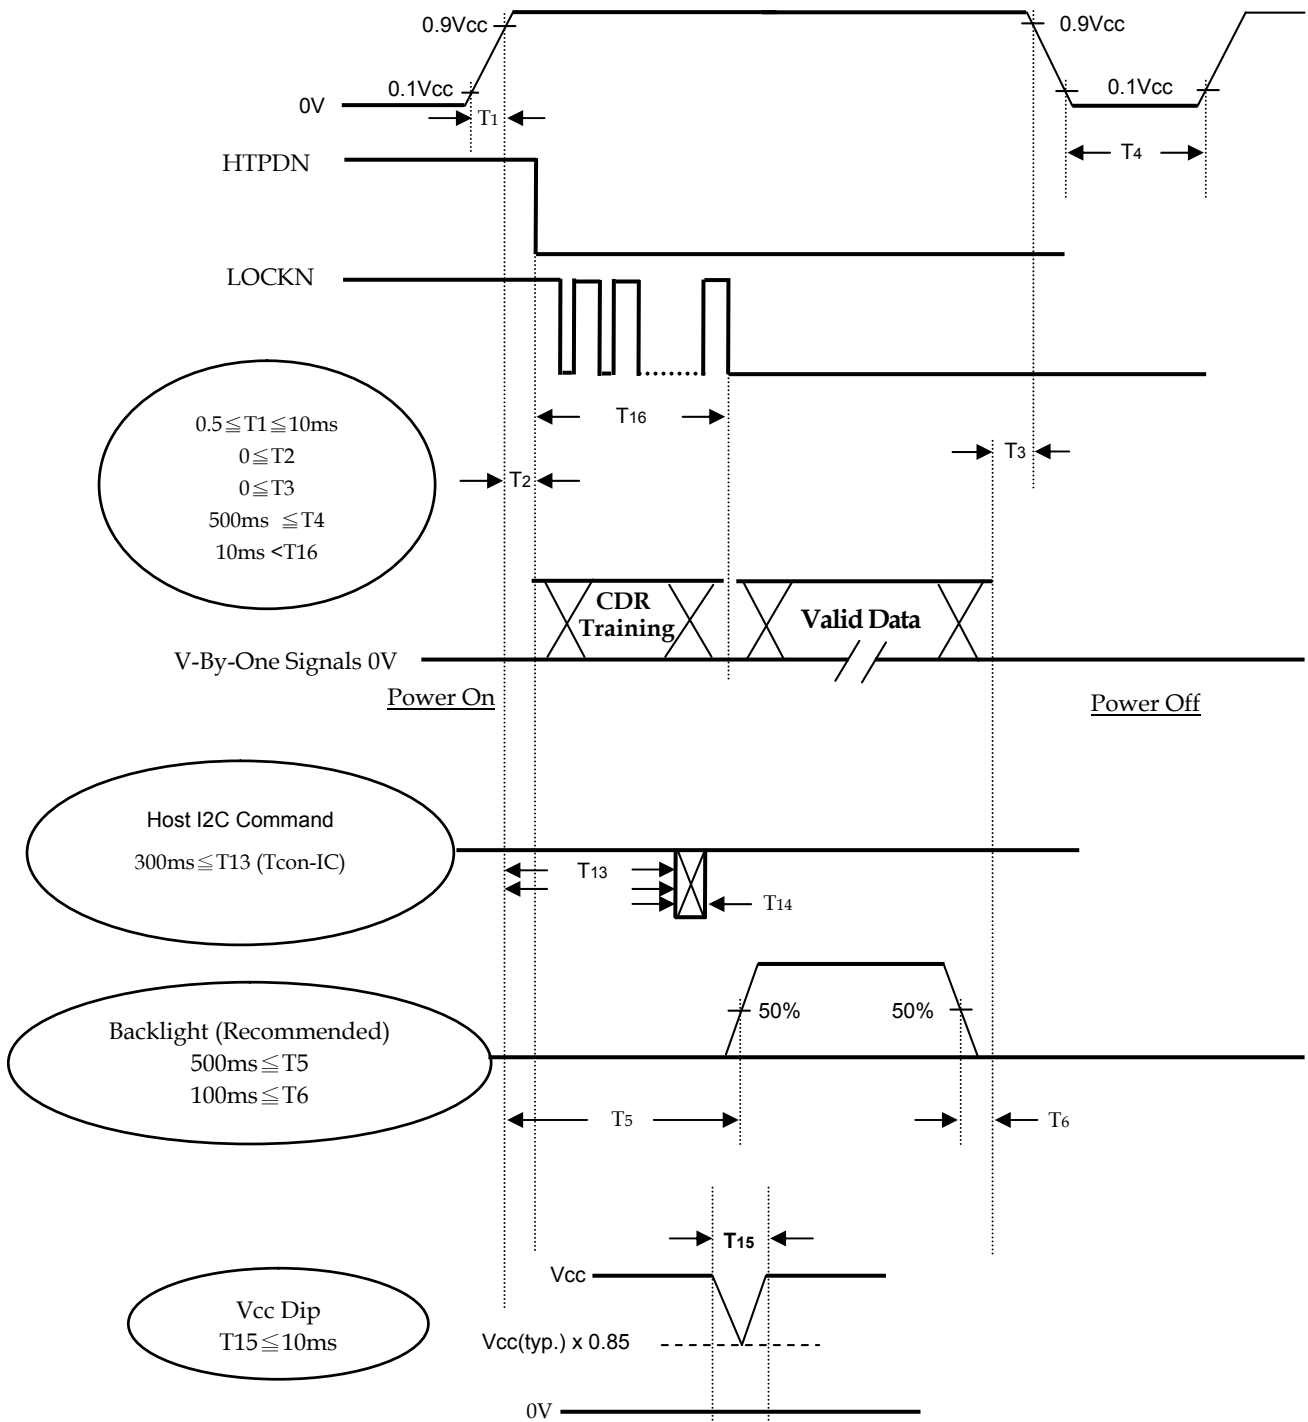 0.9Vcc
0.9Vcc
0.1Vcc
0.1Vcc
0V
T1
T4
HTPDN
LOCKN
T16
0.5≦T1≦10ms
0≦T2
0≦T3
500ms ≦T4
10ms <T16
T2
T3
CDR
Training
Valid Data
V-By-One Signals 0V
Power On
Power Off
Host I2C Command
300ms≦T13 (Tcon-IC)
T13
T14
Backlight (Recommended)
500ms≦T5
100ms≦T6
50%
50%
T5
T6
T15
Vcc
Vcc Dip
T15≦10ms
Vcc(typ.) x 0.85
0V